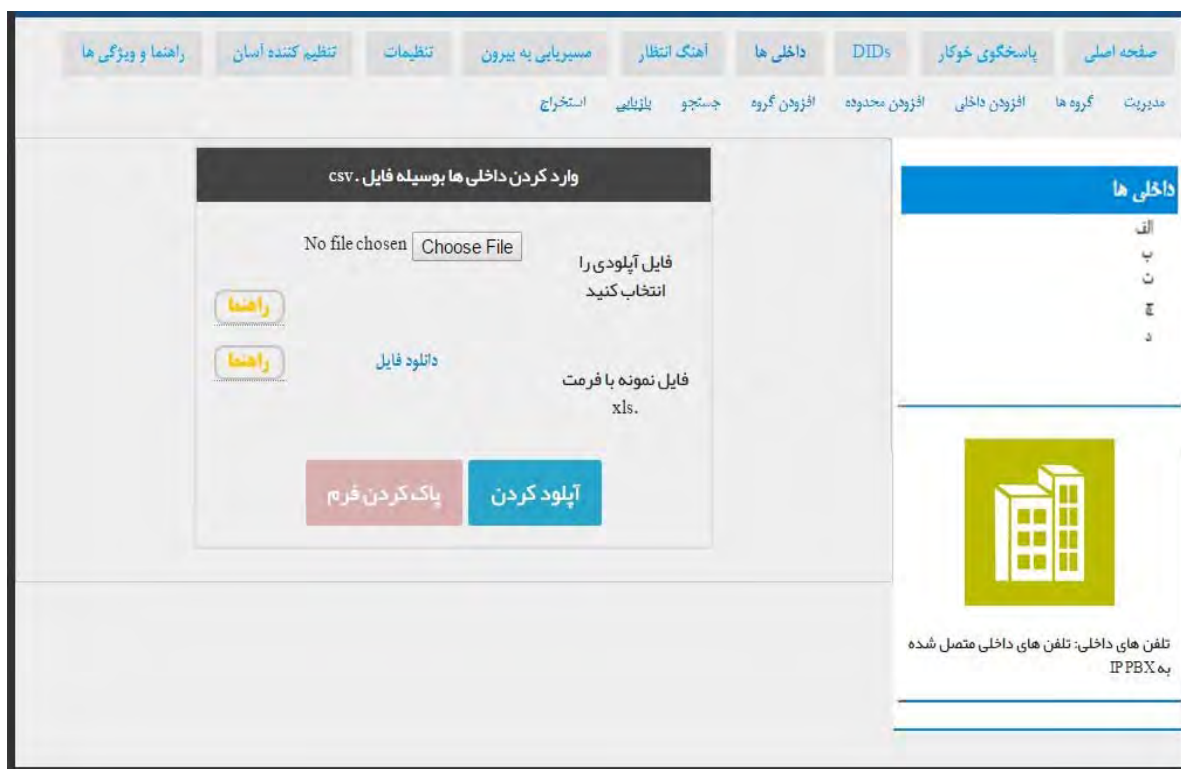 صفحه اصلی پاسخگوی خوکار DIDs داخلی ها آهنگ انتظار مسیریابی به بیرون تنظیمات تنظیم کننده آسان راهنما و ویژگی ها
مدیریت گروه ها افزودن داخلی افزودن محدوده افزودن گروه جستجو بازیابی استخراج
داخلی ها
الف
ب
ت
ج
د
تلفن های داخلی: تلفن های داخلی متصل شده
به IP PBX
وارد کردن داخلی ها بوسیله فایل .csv
فایل آپلودی را
انتخاب کنید
Choose File No file chosen
راهنما
فایل نمونه با فرمت
.xls
دانلود فایل
راهنما
آپلود کردن پاک کردن فرم